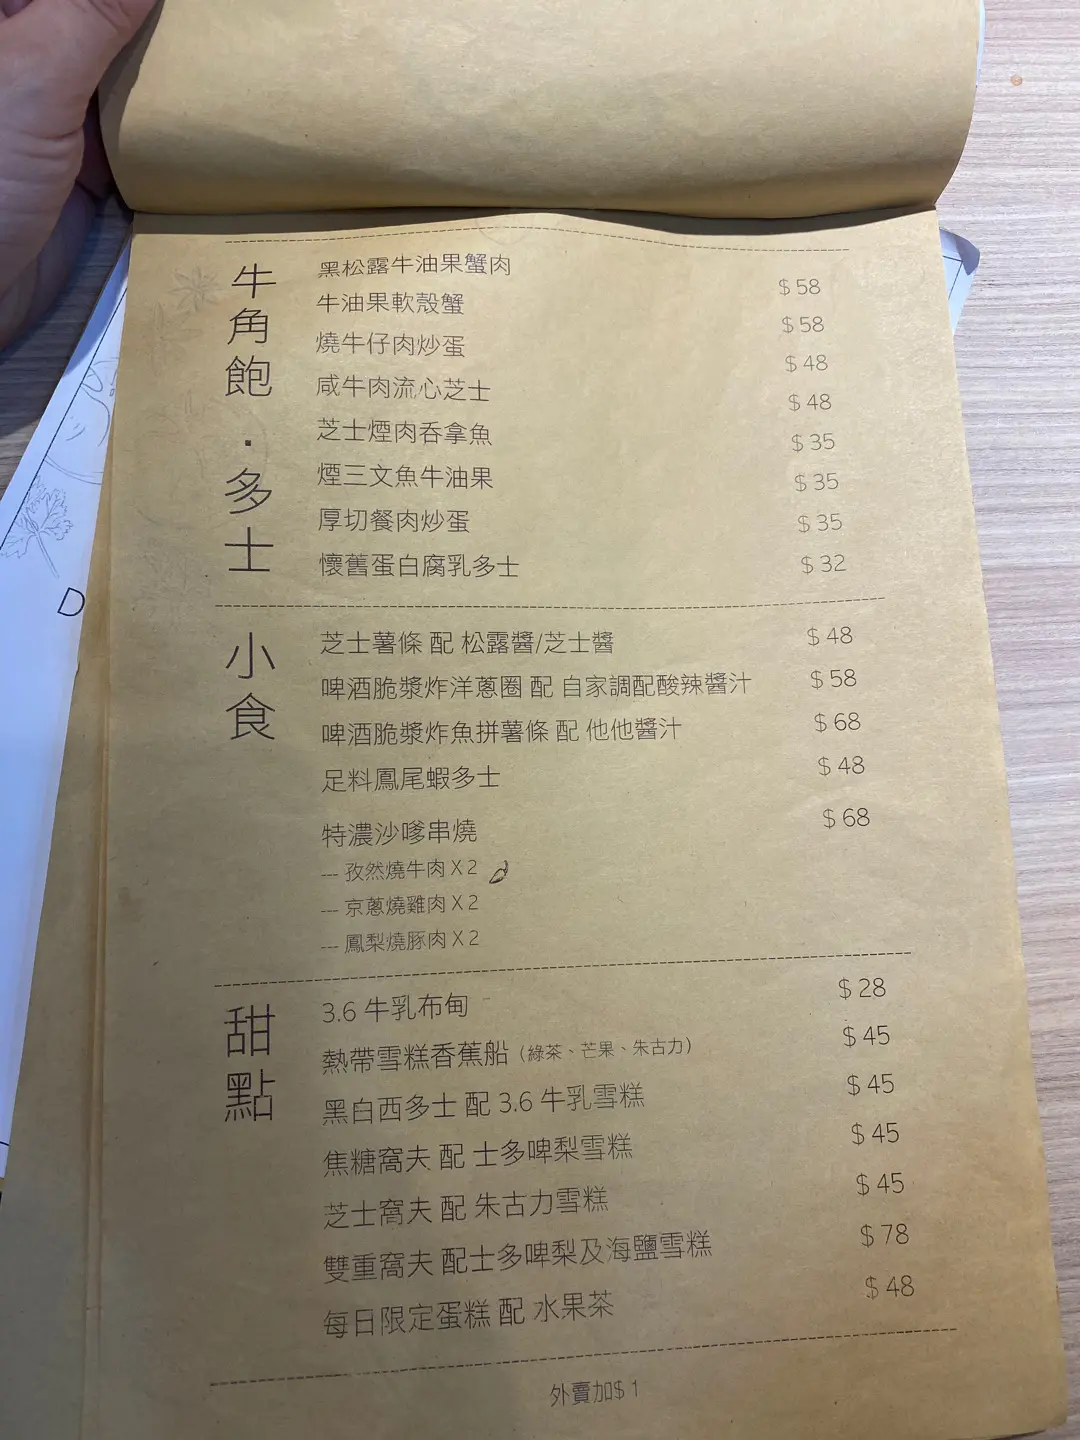 牛角飽·多士
黑松露牛油果蟹肉 $58
牛油果軟殼蟹 $58
燒牛仔肉炒蛋 $48
咸牛肉流心芝士 $48
芝士煙肉吞拿魚 $35
煙三文魚牛油果 $35
厚切餐肉炒蛋 $35
懷舊蛋白腐乳多士 $32
小食
芝士薯條 配 松露醬/芝士醬 $48
啤酒脆漿炸洋蔥圈 配 自家調配酸辣醬汁 $58
啤酒脆漿炸魚拼薯條 配 他他醬汁 $68
足料鳳尾蝦多士 $48
特濃沙嗲串燒 $68
--- 孜然燒牛肉 X 2
--- 京蔥燒雞肉 X 2
--- 鳳梨燒豚肉 X 2
甜點
3.6 牛乳布甸 $28
熱帶雪糕香蕉船 (綠茶、芒果、朱古力) $45
黑白西多士 配 3.6 牛乳雪糕 $45
焦糖窩夫 配 士多啤梨雪糕 $45
芝士窩夫 配 朱古力雪糕 $45
雙重窩夫 配士多啤梨及海鹽雪糕 $78
每日限定蛋糕 配 水果茶 $48
外賣加$ 1
D